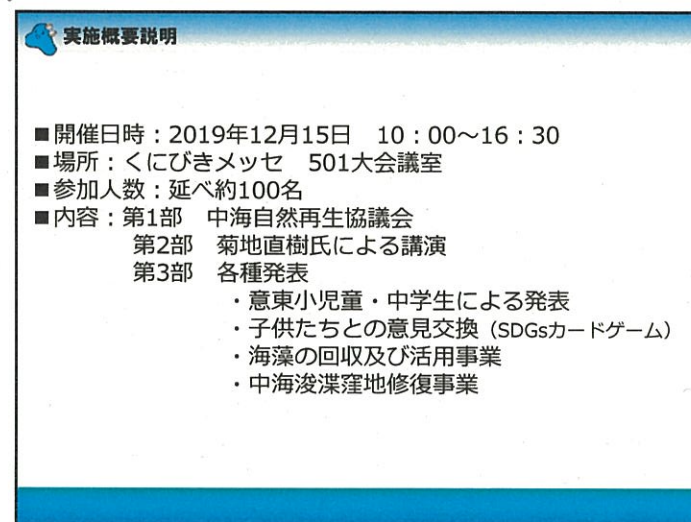 実施概要説明
■開催日時：2019年12月15日　10：00～16：30
■場所：くにびきメッセ　501大会議室
■参加人数：延べ約100名
■内容：第1部　中海自然再生協議会
第2部　菊地直樹氏による講演
第3部　各種発表
・意東小児童・中学生による発表
・子供たちとの意見交換（SDGsカードゲーム）
・海藻の回収及び活用事業
・中海浚渫窪地修復事業